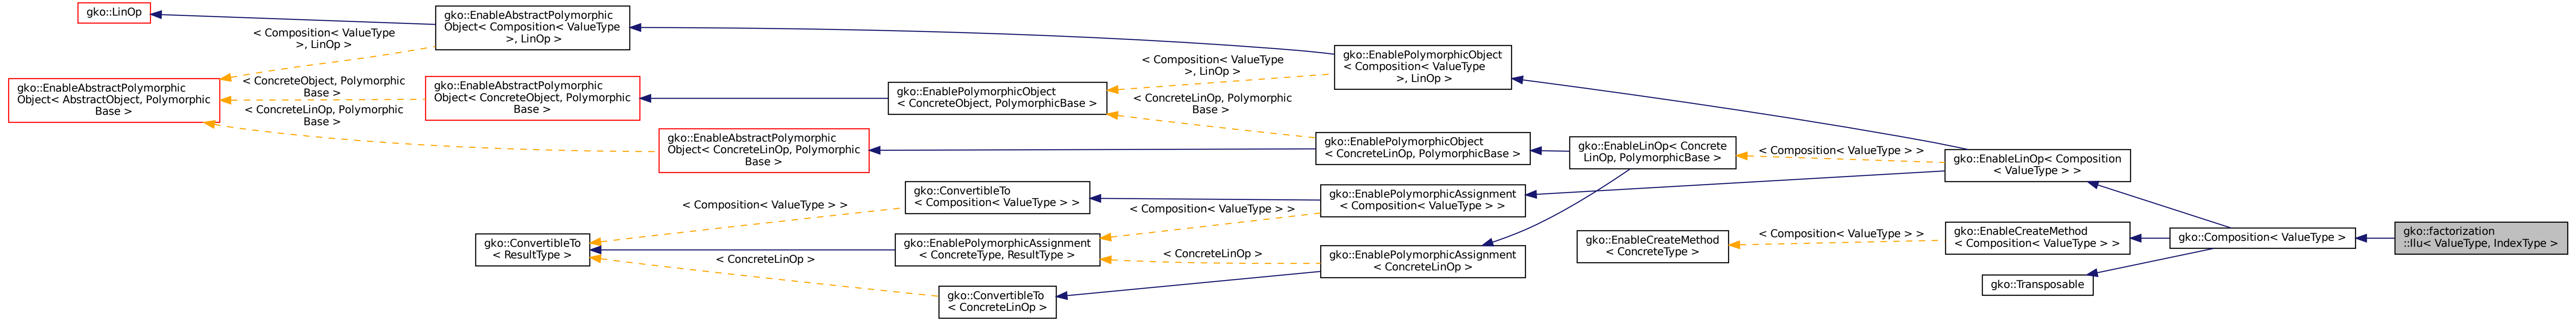 gko::LinOp
gko::EnableAbstractPolymorphic
Object< Composition< ValueType
>, LinOp >
< Composition< ValueType
>, LinOp >
gko::EnableAbstractPolymorphic
Object< AbstractObject, Polymorphic
Base >
< ConcreteObject, Polymorphic
Base >
< ConcreteLinOp, Polymorphic
Base >
gko::EnableAbstractPolymorphic
Object< ConcreteObject, Polymorphic
Base >
gko::EnableAbstractPolymorphic
Object< ConcreteLinOp, Polymorphic
Base >
gko::EnablePolymorphicObject
< ConcreteObject, PolymorphicBase >
< Composition< ValueType
>, LinOp >
< ConcreteLinOp, Polymorphic
Base >
gko::EnablePolymorphicObject
< Composition< ValueType
>, LinOp >
gko::EnablePolymorphicObject
< ConcreteLinOp, PolymorphicBase >
gko::EnableLinOp< Concrete
LinOp, PolymorphicBase >
< Composition< ValueType > >
gko::EnableLinOp< Composition
< ValueType > >
gko::ConvertibleTo
< Composition< ValueType > >
< Composition< ValueType > >
gko::ConvertibleTo
< ResultType >
gko::EnablePolymorphicAssignment
< ConcreteType, ResultType >
< ConcreteLinOp >
gko::ConvertibleTo
< ConcreteLinOp >
< Composition< ValueType > >
gko::EnablePolymorphicAssignment
< Composition< ValueType > >
< ConcreteLinOp >
gko::EnablePolymorphicAssignment
< ConcreteLinOp >
gko::EnableCreateMethod
< ConcreteType >
< Composition< ValueType > >
gko::EnableCreateMethod
< Composition< ValueType > >
gko::Transposable
gko::Composition< ValueType >
gko::factorization
::Ilu< ValueType, IndexType >